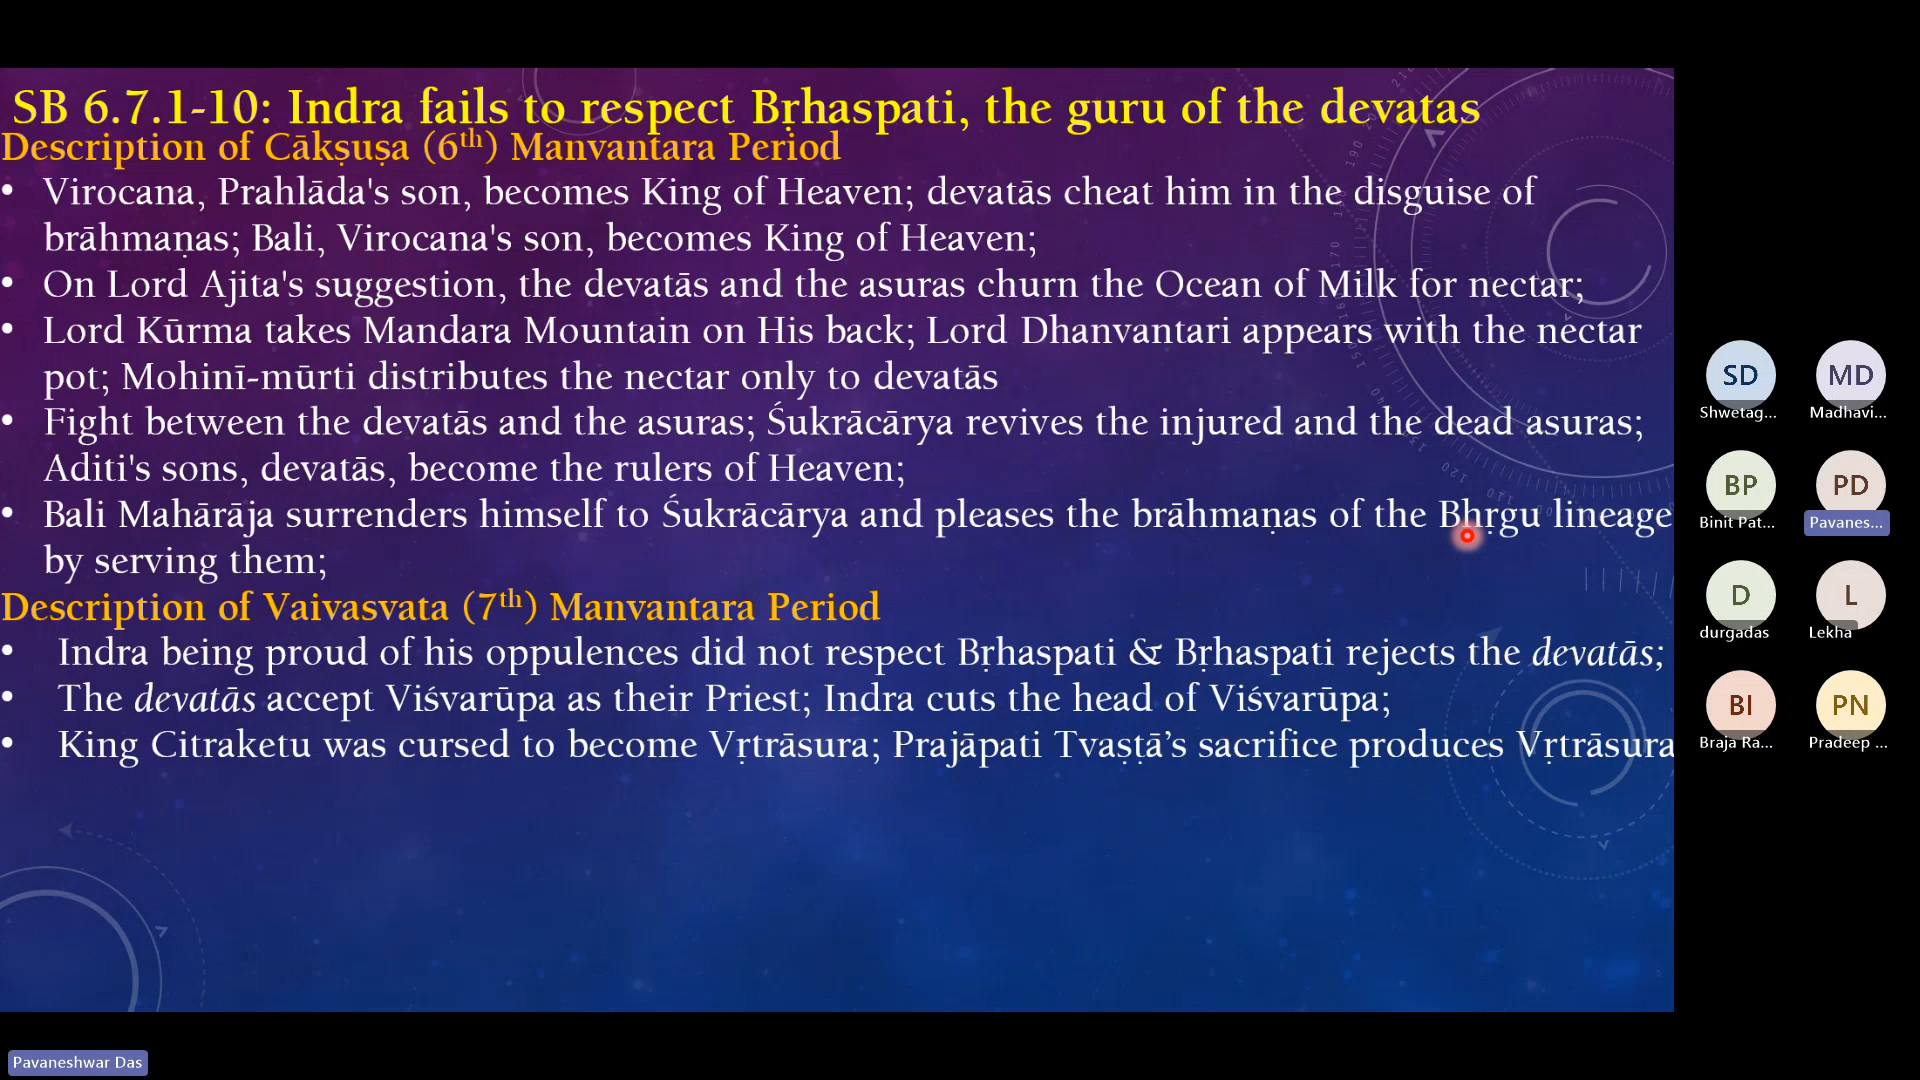 SB 6.7.1-10: Indra fails to respect Bṛhaspati, the guru of the devatas
Description of Cākṣuṣa (6th) Manvantara Period
• Virocana, Prahlāda's son, becomes King of Heaven; devatās cheat him in the disguise of
brāhmaṇas; Bali, Virocana's son, becomes King of Heaven;
• On Lord Ajita's suggestion, the devatās and the asuras churn the Ocean of Milk for nectar;
• Lord Kūrma takes Mandara Mountain on His back; Lord Dhanvantari appears with the nectar
pot; Mohinī-mūrti distributes the nectar only to devatās
• Fight between the devatās and the asuras; Śukrācārya revives the injured and the dead asuras;
Aditi's sons, devatās, become the rulers of Heaven;
• Bali Mahārāja surrenders himself to Śukrācārya and pleases the brāhmaṇas of the Bhṛgu lineage
by serving them;
Description of Vaivasvata (7th) Manvantara Period
• Indra being proud of his oppulences did not respect Bṛhaspati & Bṛhaspati rejects the devatās;
• The devatās accept Viśvarūpa as their Priest; Indra cuts the head of Viśvarūpa;
• King Citraketu was cursed to become Vṛtrāsura; Prajāpati Tvaṣṭā’s sacrifice produces Vṛtrāsura
SD
MD
Shwetag...
Madhavi...
BP
PD
Binit Pat...
Pavanes...
D
L
durgadas
Lekha
BI
PN
Braja Ra...
Pradeep ...
Pavaneshwar Das